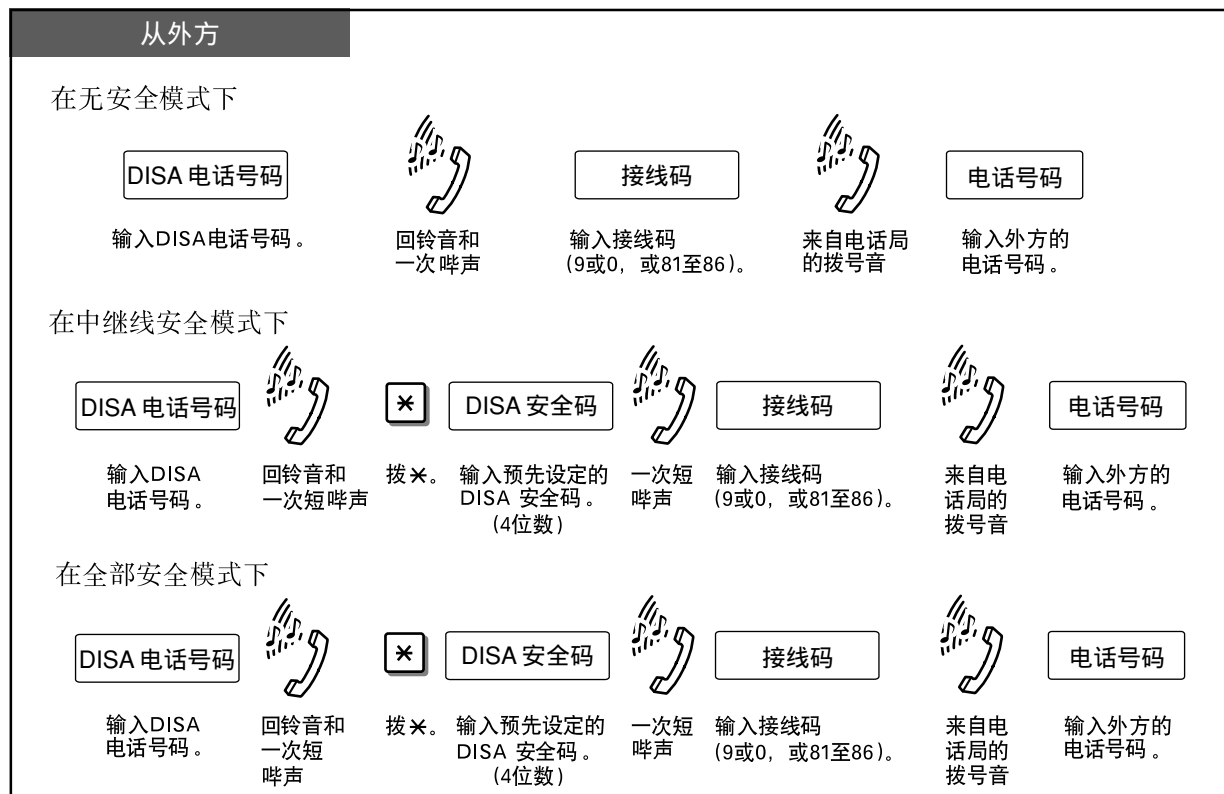 从外方
在无安全模式下
DISA 电话号码
接线码
电话号码
输入DISA电话号码。
回铃音和
一次哔声
输入接线码
(9或0，或81至86)。
来自电话局
的拨号音
输入外方的
电话号码。
在中继线安全模式下
DISA 电话号码
*
DISA 安全码
接线码
电话号码
输入DISA
电话号码。
回铃音和
一次短哔声
拨*。
输入预先设定的
DISA 安全码。
(4位数)
一次短
哔声
输入接线码
(9或0，或81至86)。
来自电
话局的
拨号音
输入外方的
电话号码。
在全部安全模式下
DISA 电话号码
*
DISA 安全码
接线码
电话号码
输入DISA
电话号码。
回铃音和
一次短
哔声
拨*。
输入预先设定的
DISA 安全码。
(4位数)
一次短
哔声
输入接线码
(9或0，或81至86)。
来自电
话局的
拨号音
输入外方的
电话号码。